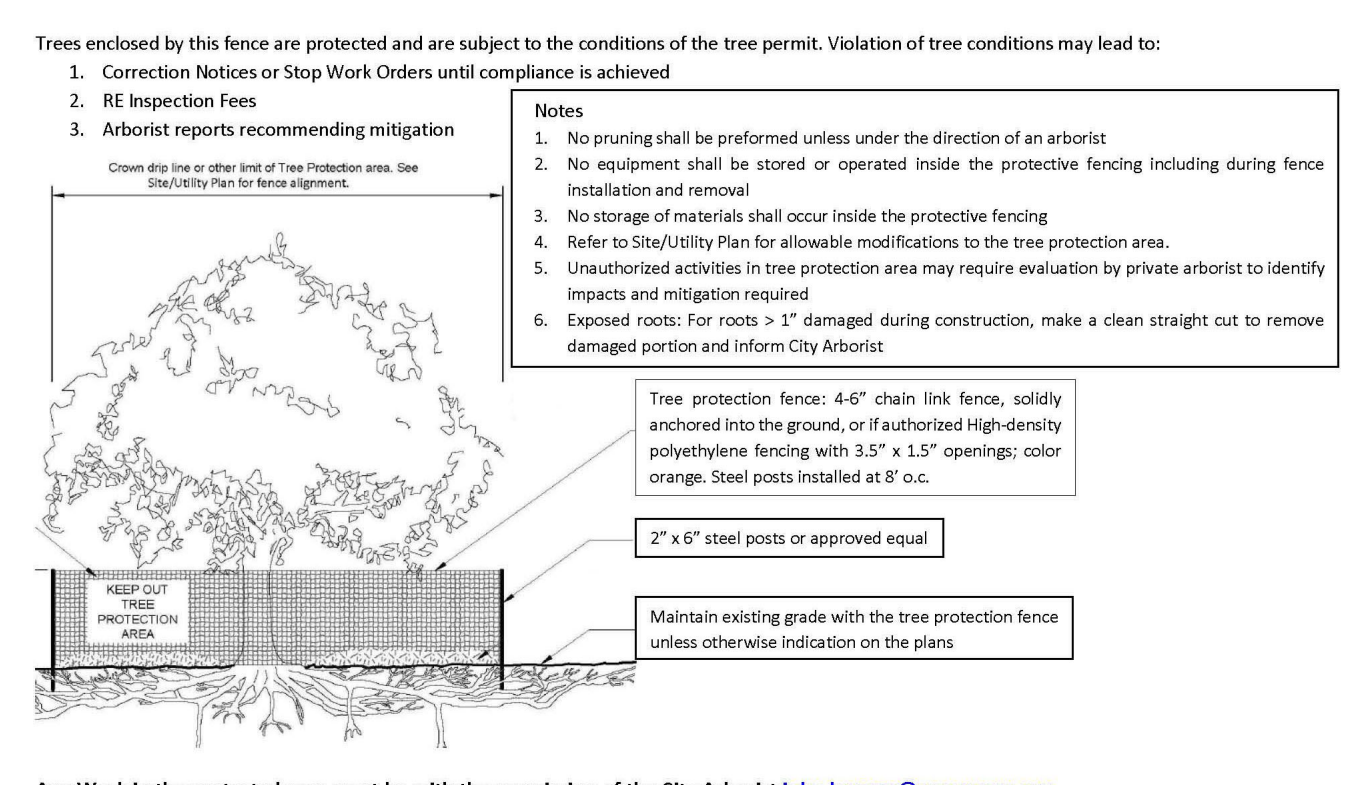 Trees enclosed by this fence are protected and are subject to the conditions of the tree permit. Violation of tree conditions may lead to:
1. Correction Notices or Stop Work Orders until compliance is achieved
2. RE Inspection Fees
3. Arborist reports recommending mitigation
Crown drip line or other limit of Tree Protection area. See
Site/Utility Plan for fence alignment.
Notes
1. No pruning shall be preformed unless under the direction of an arborist
2. No equipment shall be stored or operated inside the protective fencing including during fence
installation and removal
3. No storage of materials shall occur inside the protective fencing
4. Refer to Site/Utility Plan for allowable modifications to the tree protection area.
5. Unauthorized activities in tree protection area may require evaluation by private arborist to identify
impacts and mitigation required
6. Exposed roots: For roots > 1” damaged during construction, make a clean straight cut to remove
damaged portion and inform City Arborist
Tree protection fence: 4-6” chain link fence, solidly
anchored into the ground, or if authorized High-density
polyethylene fencing with 3.5” x 1.5” openings; color
orange. Steel posts installed at 8’ o.c.
2” x 6” steel posts or approved equal
KEEP OUT
TREE
PROTECTION
AREA
Maintain existing grade with the tree protection fence
unless otherwise indication on the plans